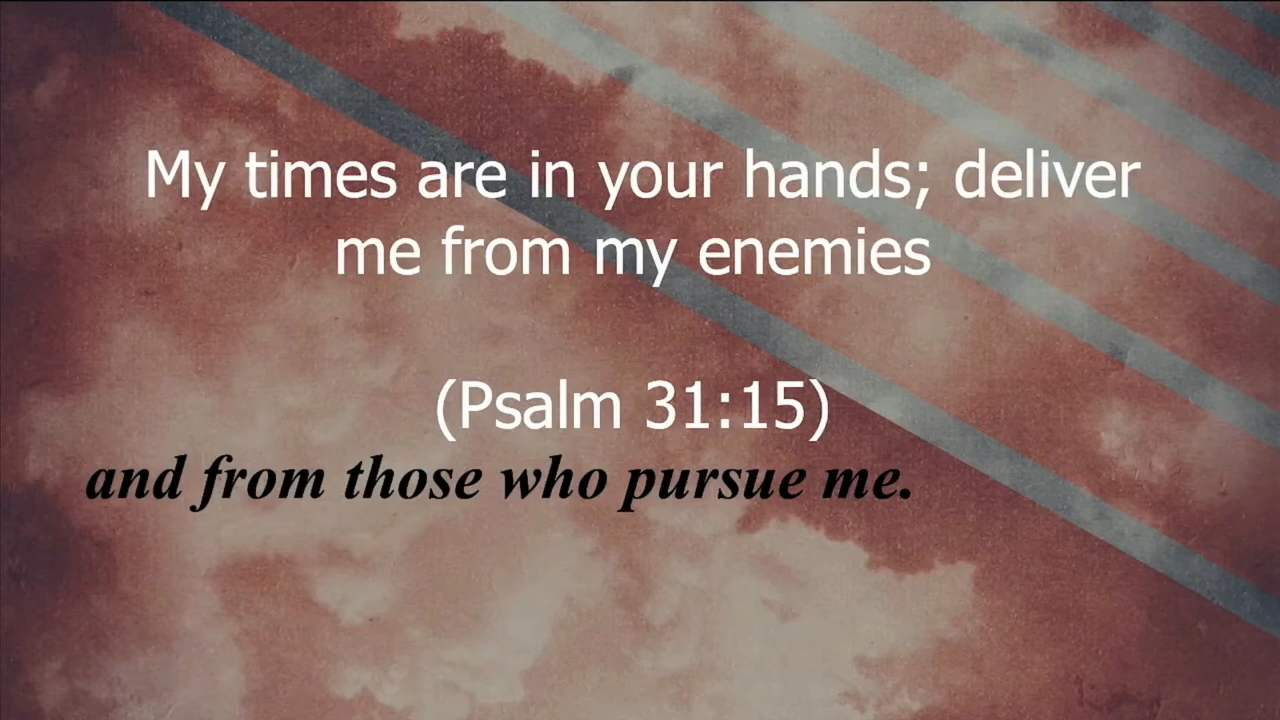 My times are in your hands; deliver
me from my enemies
(Psalm 31:15)
and from those who pursue me.